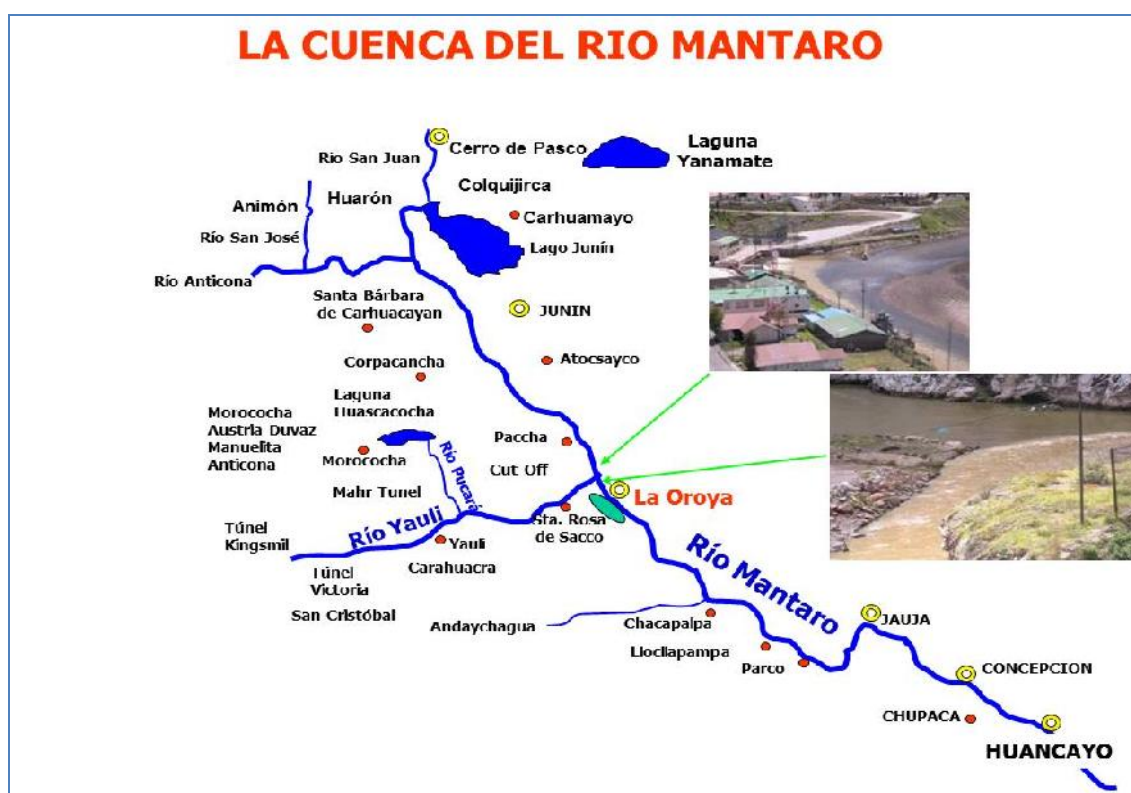 LA CUENCA DEL RIO MANTARO
Río San Juan
Cerro de Pasco
Laguna
Yanamate
Colquijirca
Huarón
Animón
Carhuamayo
Río San José
Lago Junín
Río Anticona
Santa Bárbara
de Carhuacayan
JUNIN
Corpacancha
Atocsayco
Laguna
Huascacocha
Morococha
Austria Duvaz
Manuelita
Anticona
Paccha
Morococha
Río Pucará
Cut Off
Mahr Tunel
La Oroya
Río Yauli
Sta. Rosa
de Sacco
Túnel
Kingsmil
Yauli
Carahuacra
Túnel
Victoria
Río Mantaro
San Cristóbal
Andaychagua
Chacapalpa
JAUJA
Llocllapampa
Parco
CONCEPCION
CHUPACA
HUANCAYO